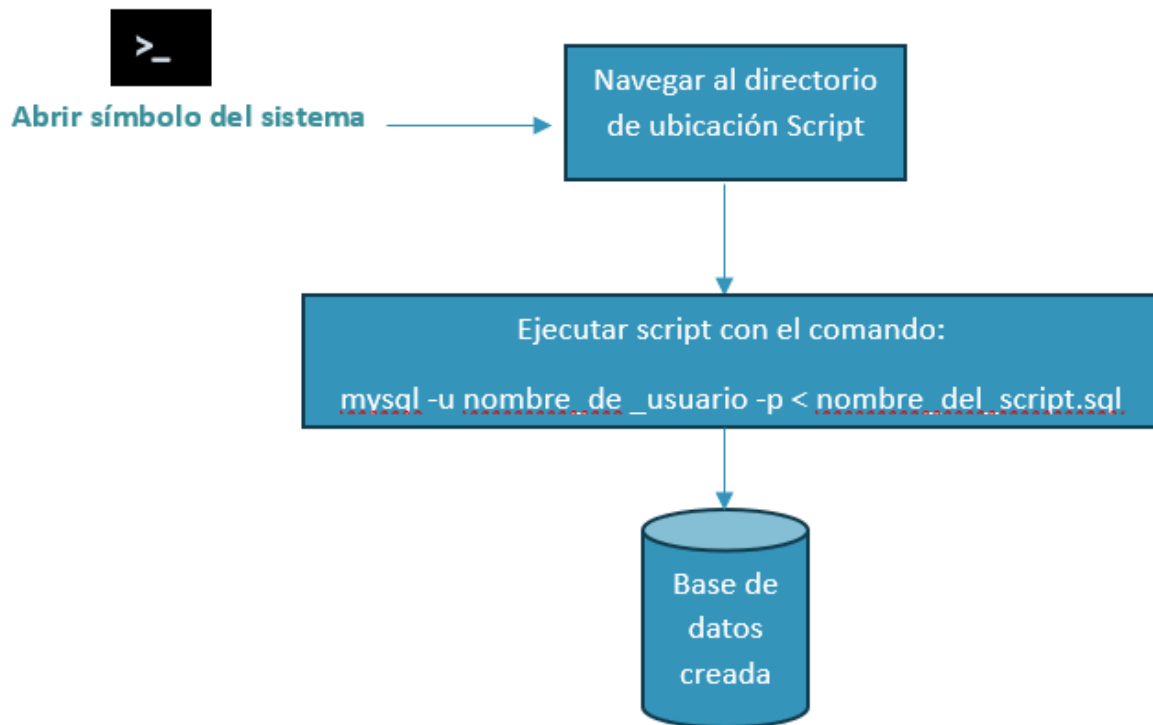 >_
Abrir símbolo del sistema
Navegar al directorio
de ubicación Script
Ejecutar script con el comando:
mysql -u nombre_de _usuario -p < nombre_del_script.sql
Base de
datos
creada